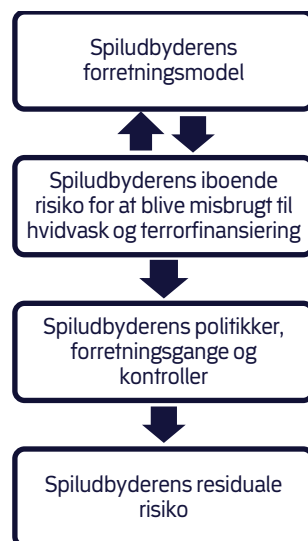 Spiludbyderens
forretningsmodel
Spiludbyderens iboende
risiko for at blive misbrugt til
hvidvask og terrorfinansiering
Spiludbyderens politikker,
forretningsgange og
kontroller
Spiludbyderens residuale
risiko